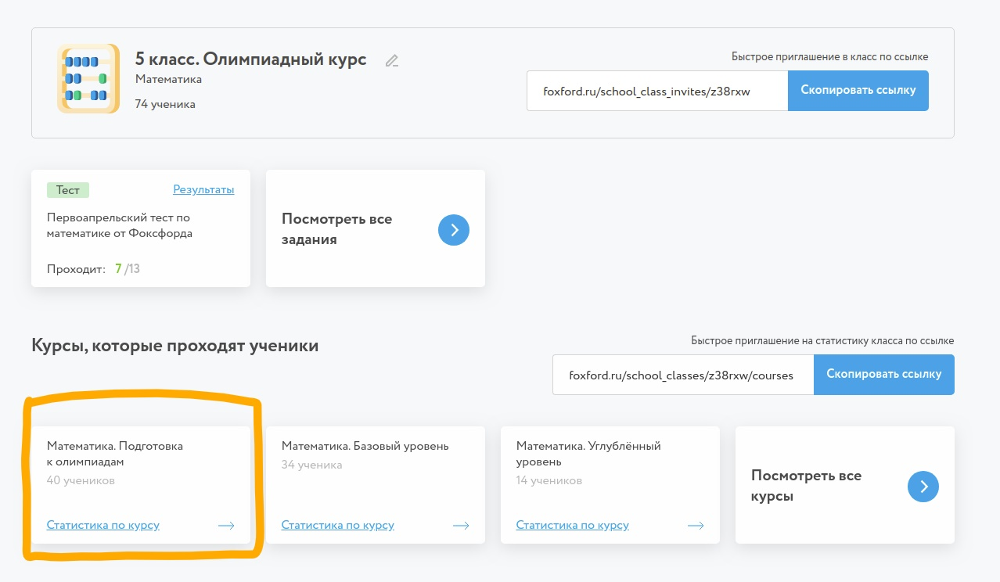 5 класс. Олимпиадный курс
Математика
74 ученика
Быстрое приглашение в класс по ссылке
foxford.ru/school_class_invites/z38rxw
Скопировать ссылку
Тест
Результаты
Первоапрельский тест по
математике от Фоксфорда
Проходит: 7 /13
Посмотреть все
задания
Курсы, которые проходят ученики
Быстрое приглашение на статистику класса по ссылке
foxford.ru/school_classes/z38rxw/courses
Скопировать ссылку
Математика. Подготовка
к олимпиадам
40 учеников
Статистика по курсу
Математика. Базовый уровень
34 ученика
Статистика по курсу
Математика. Углублённый
уровень
14 учеников
Статистика по курсу
Посмотреть все
курсы